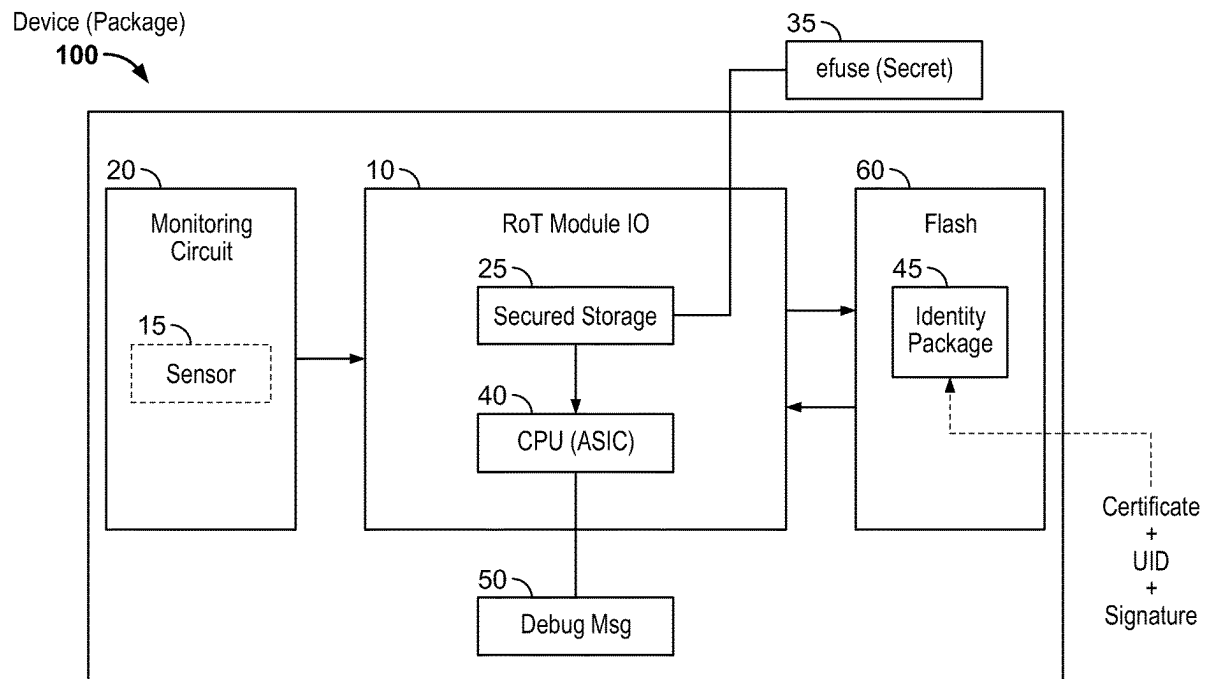 Device (Package)
100
35
efuse (Secret)
20
Monitoring
Circuit
15
Sensor
10
RoT Module IO
25
Secured Storage
40
CPU (ASIC)
50
Debug Msg
60
Flash
45
Identity
Package
Certificate
+
UID
+
Signature